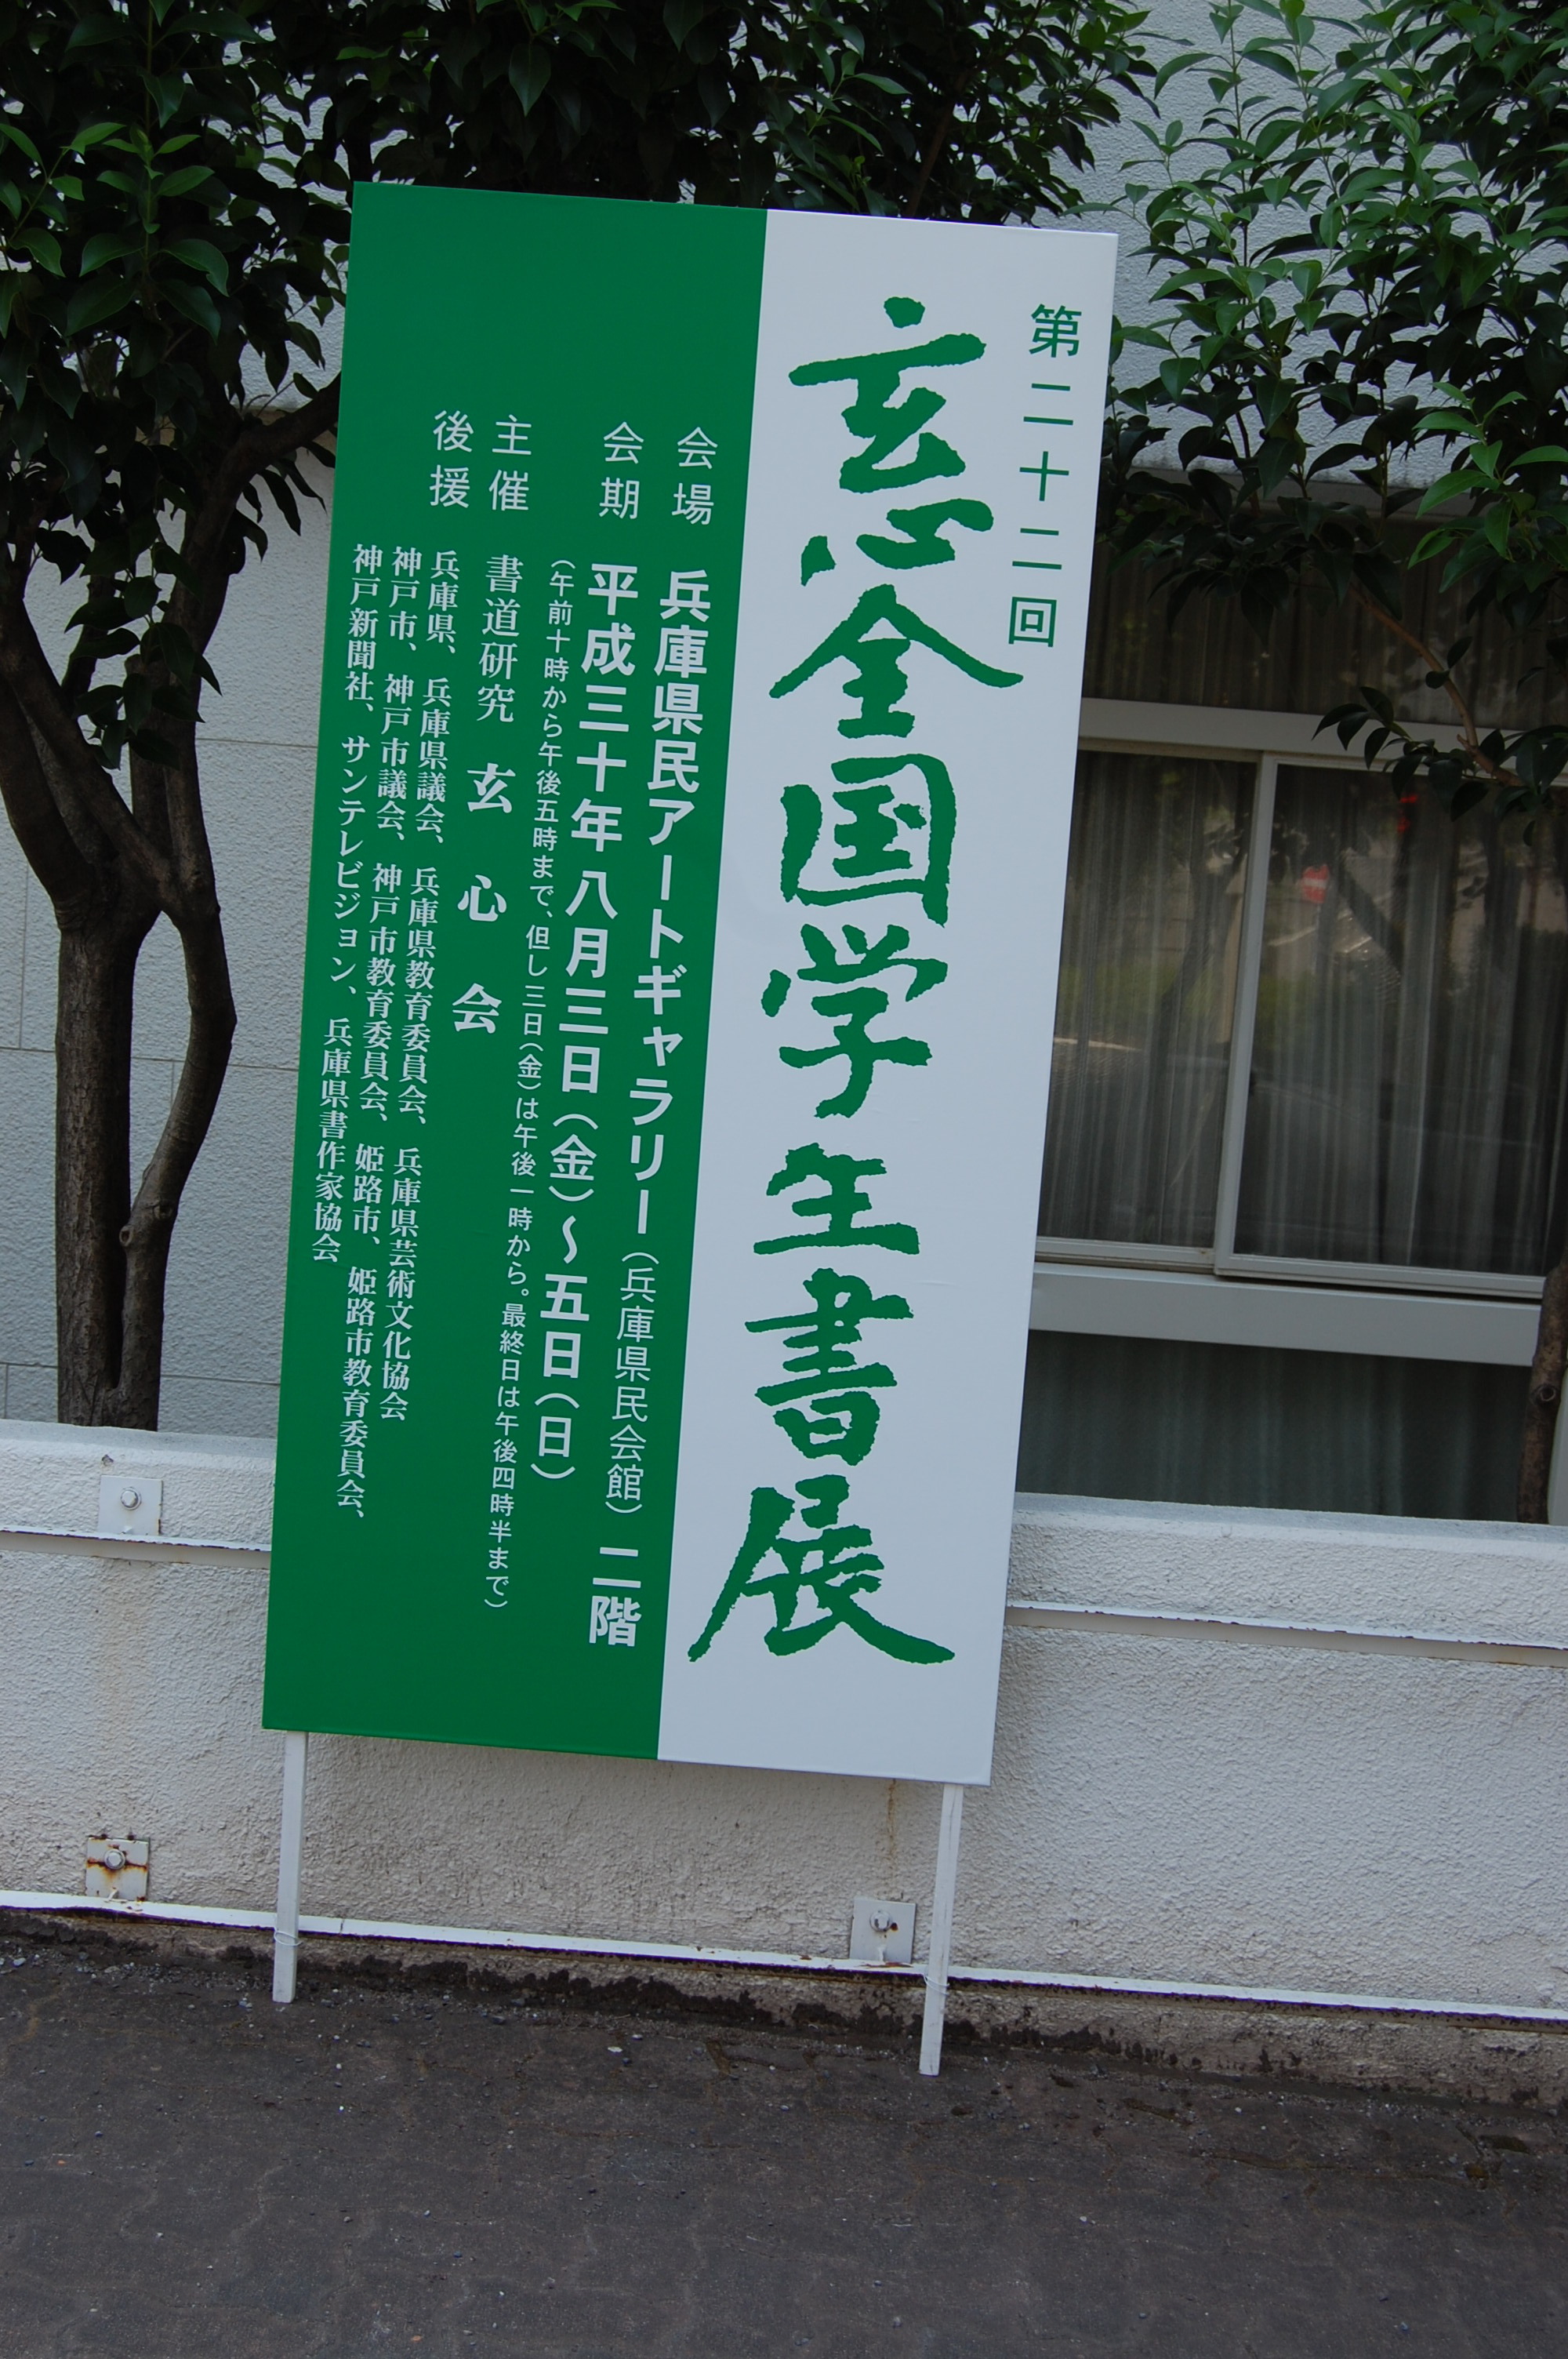 第二十二回
玄心全国学生書展
会場 兵庫県民アートギャラリー(兵庫県民会館) 二階
会期 平成三十年八月三日(金)〜五日(日)
(午前十時から午後五時まで、但し三日(金)は午後一時から。最終日は午後四時半まで)
主催 書道研究 玄心会
後援 兵庫県、兵庫県議会、兵庫県教育委員会、兵庫県芸術文化協会
神戸市、神戸市議会、神戸市教育委員会、姫路市、姫路市教育委員会、
神戸新聞社、サンテレビジョン、兵庫県書作家協会